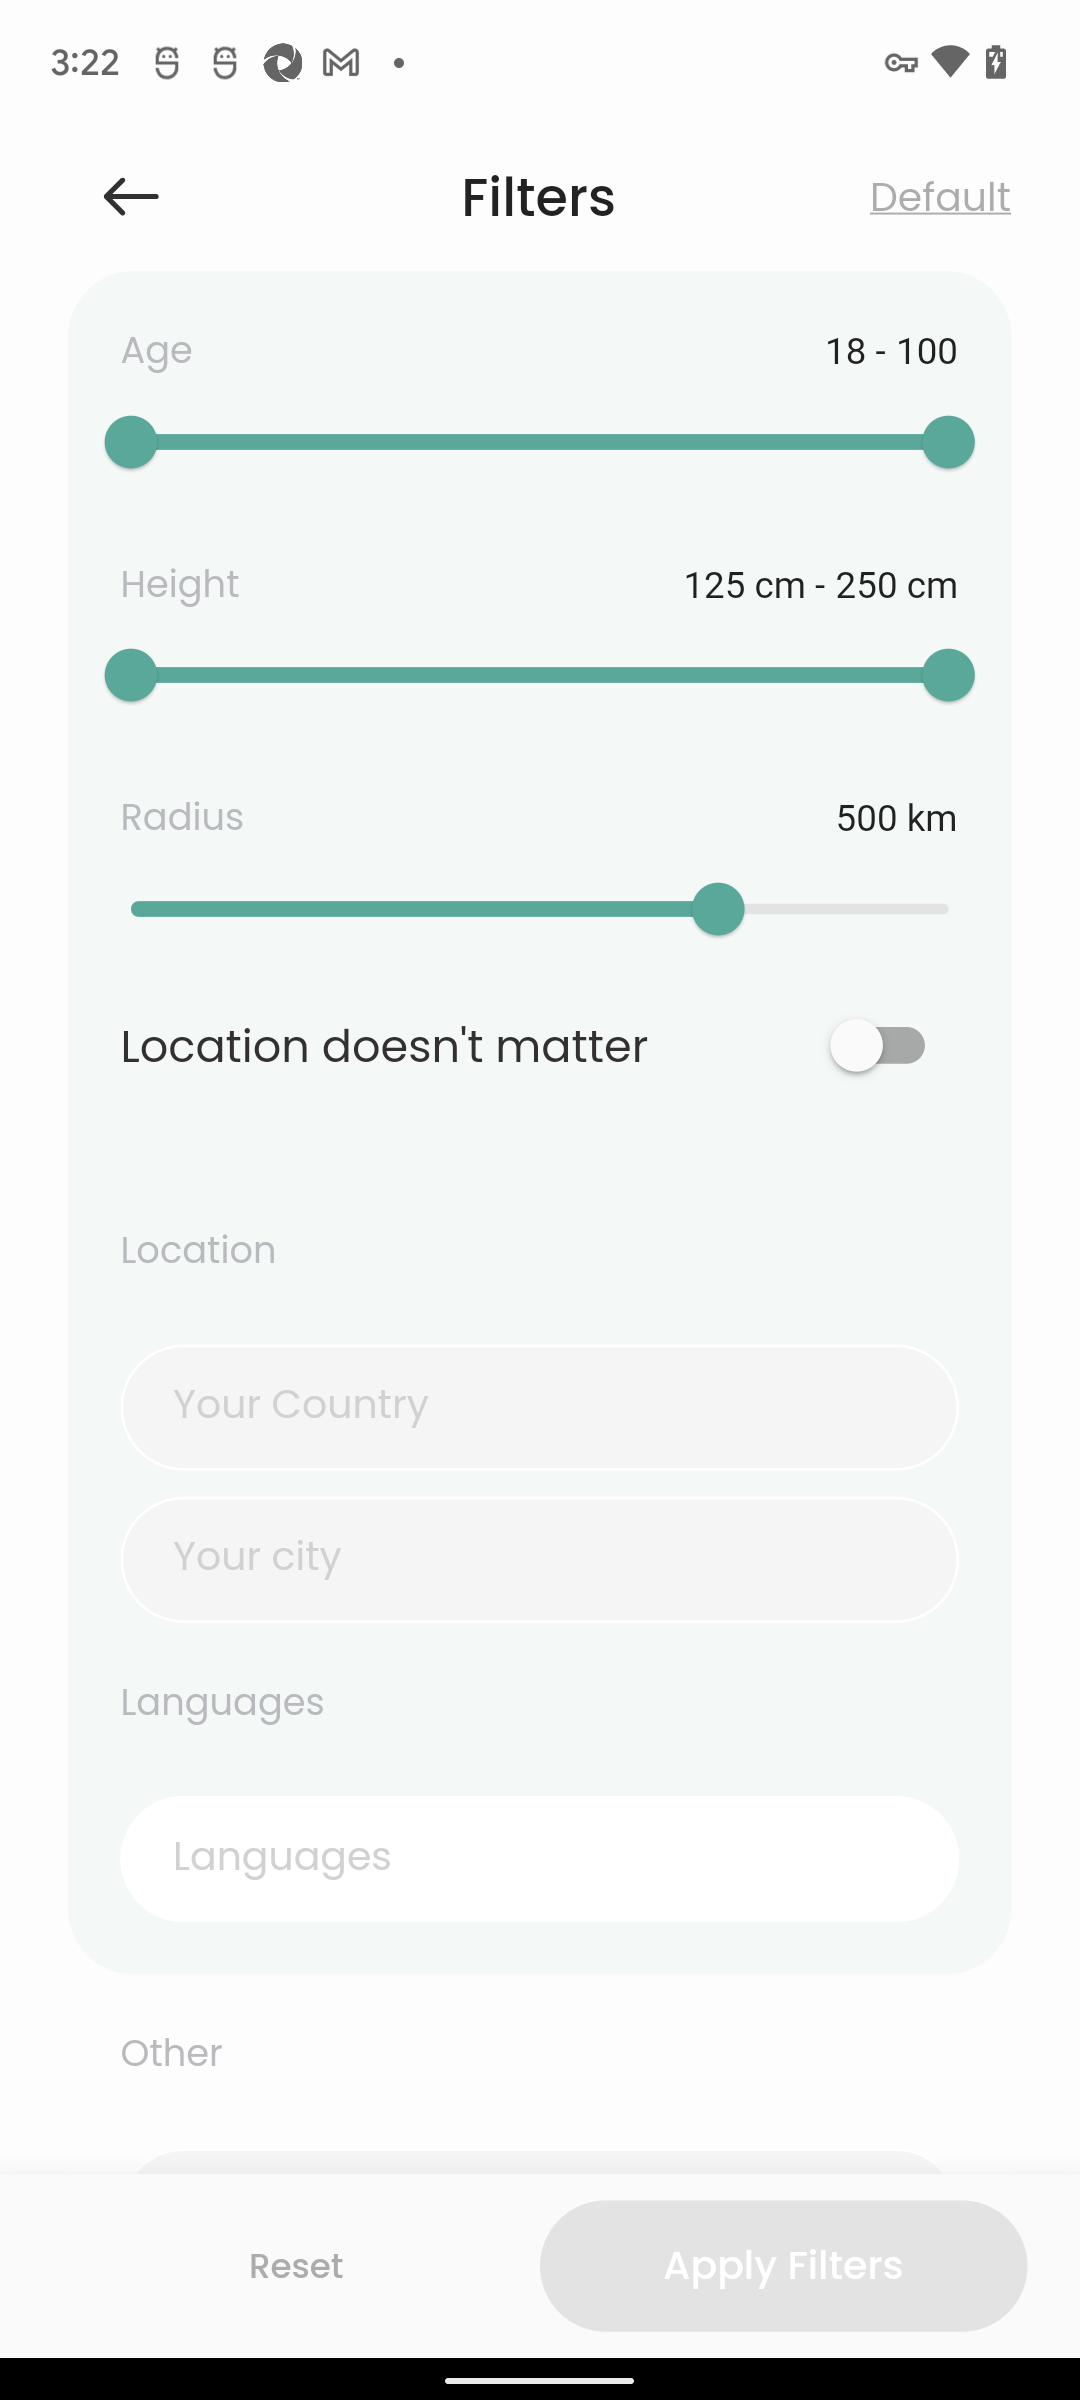 3:22
Filters
Default
Age
18 - 100
Height
125 cm - 250 cm
Radius
500 km
Location doesn't matter
Location
Your Country
Your city
Languages
Languages
Other
Reset
Apply Filters